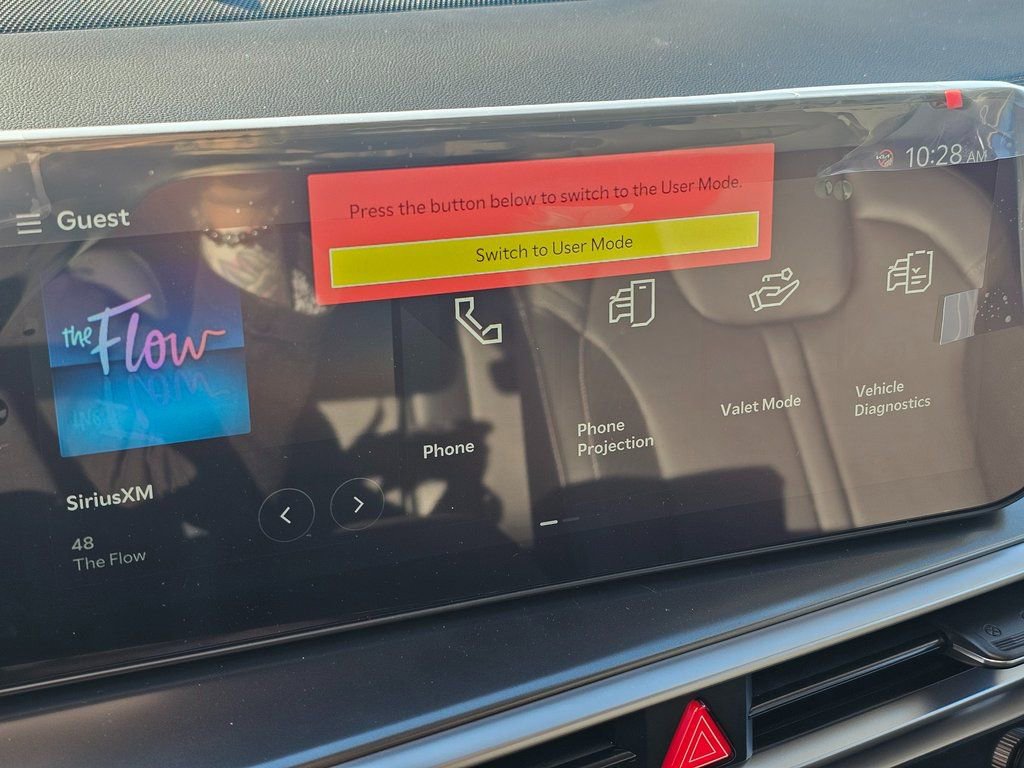 Press the button below to switch to the User Mode.
Switch to User Mode
10:28 AM
Guest
the Flow
SiriusXM
48
The Flow
Phone
Phone
Projection
Valet Mode
Vehicle
Diagnostics